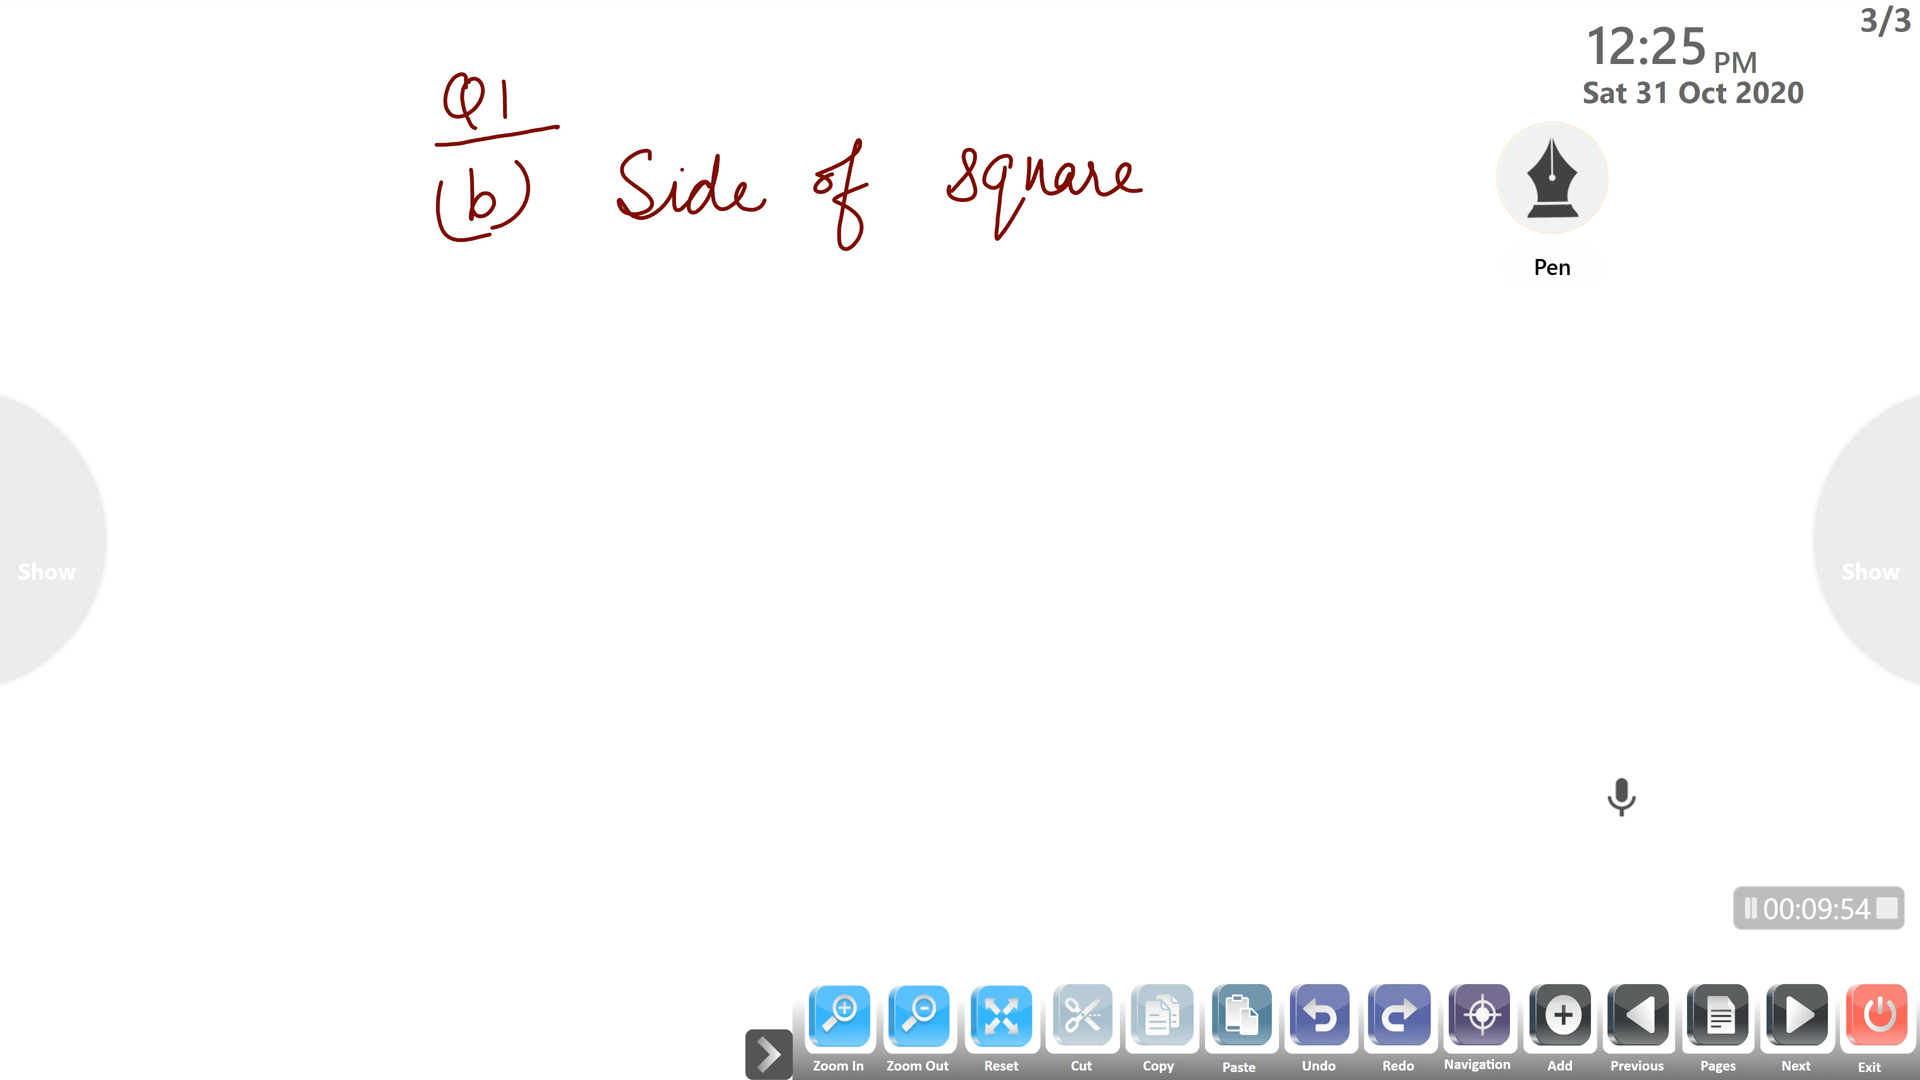 3/3
12:25 PM
Sat 31 Oct 2020
Q1
(b) Side of square
Pen
Show
Show
00:09:54
Zoom In Zoom Out Reset Cut Copy Paste Undo Redo Navigation Add Previous Pages Next Exit